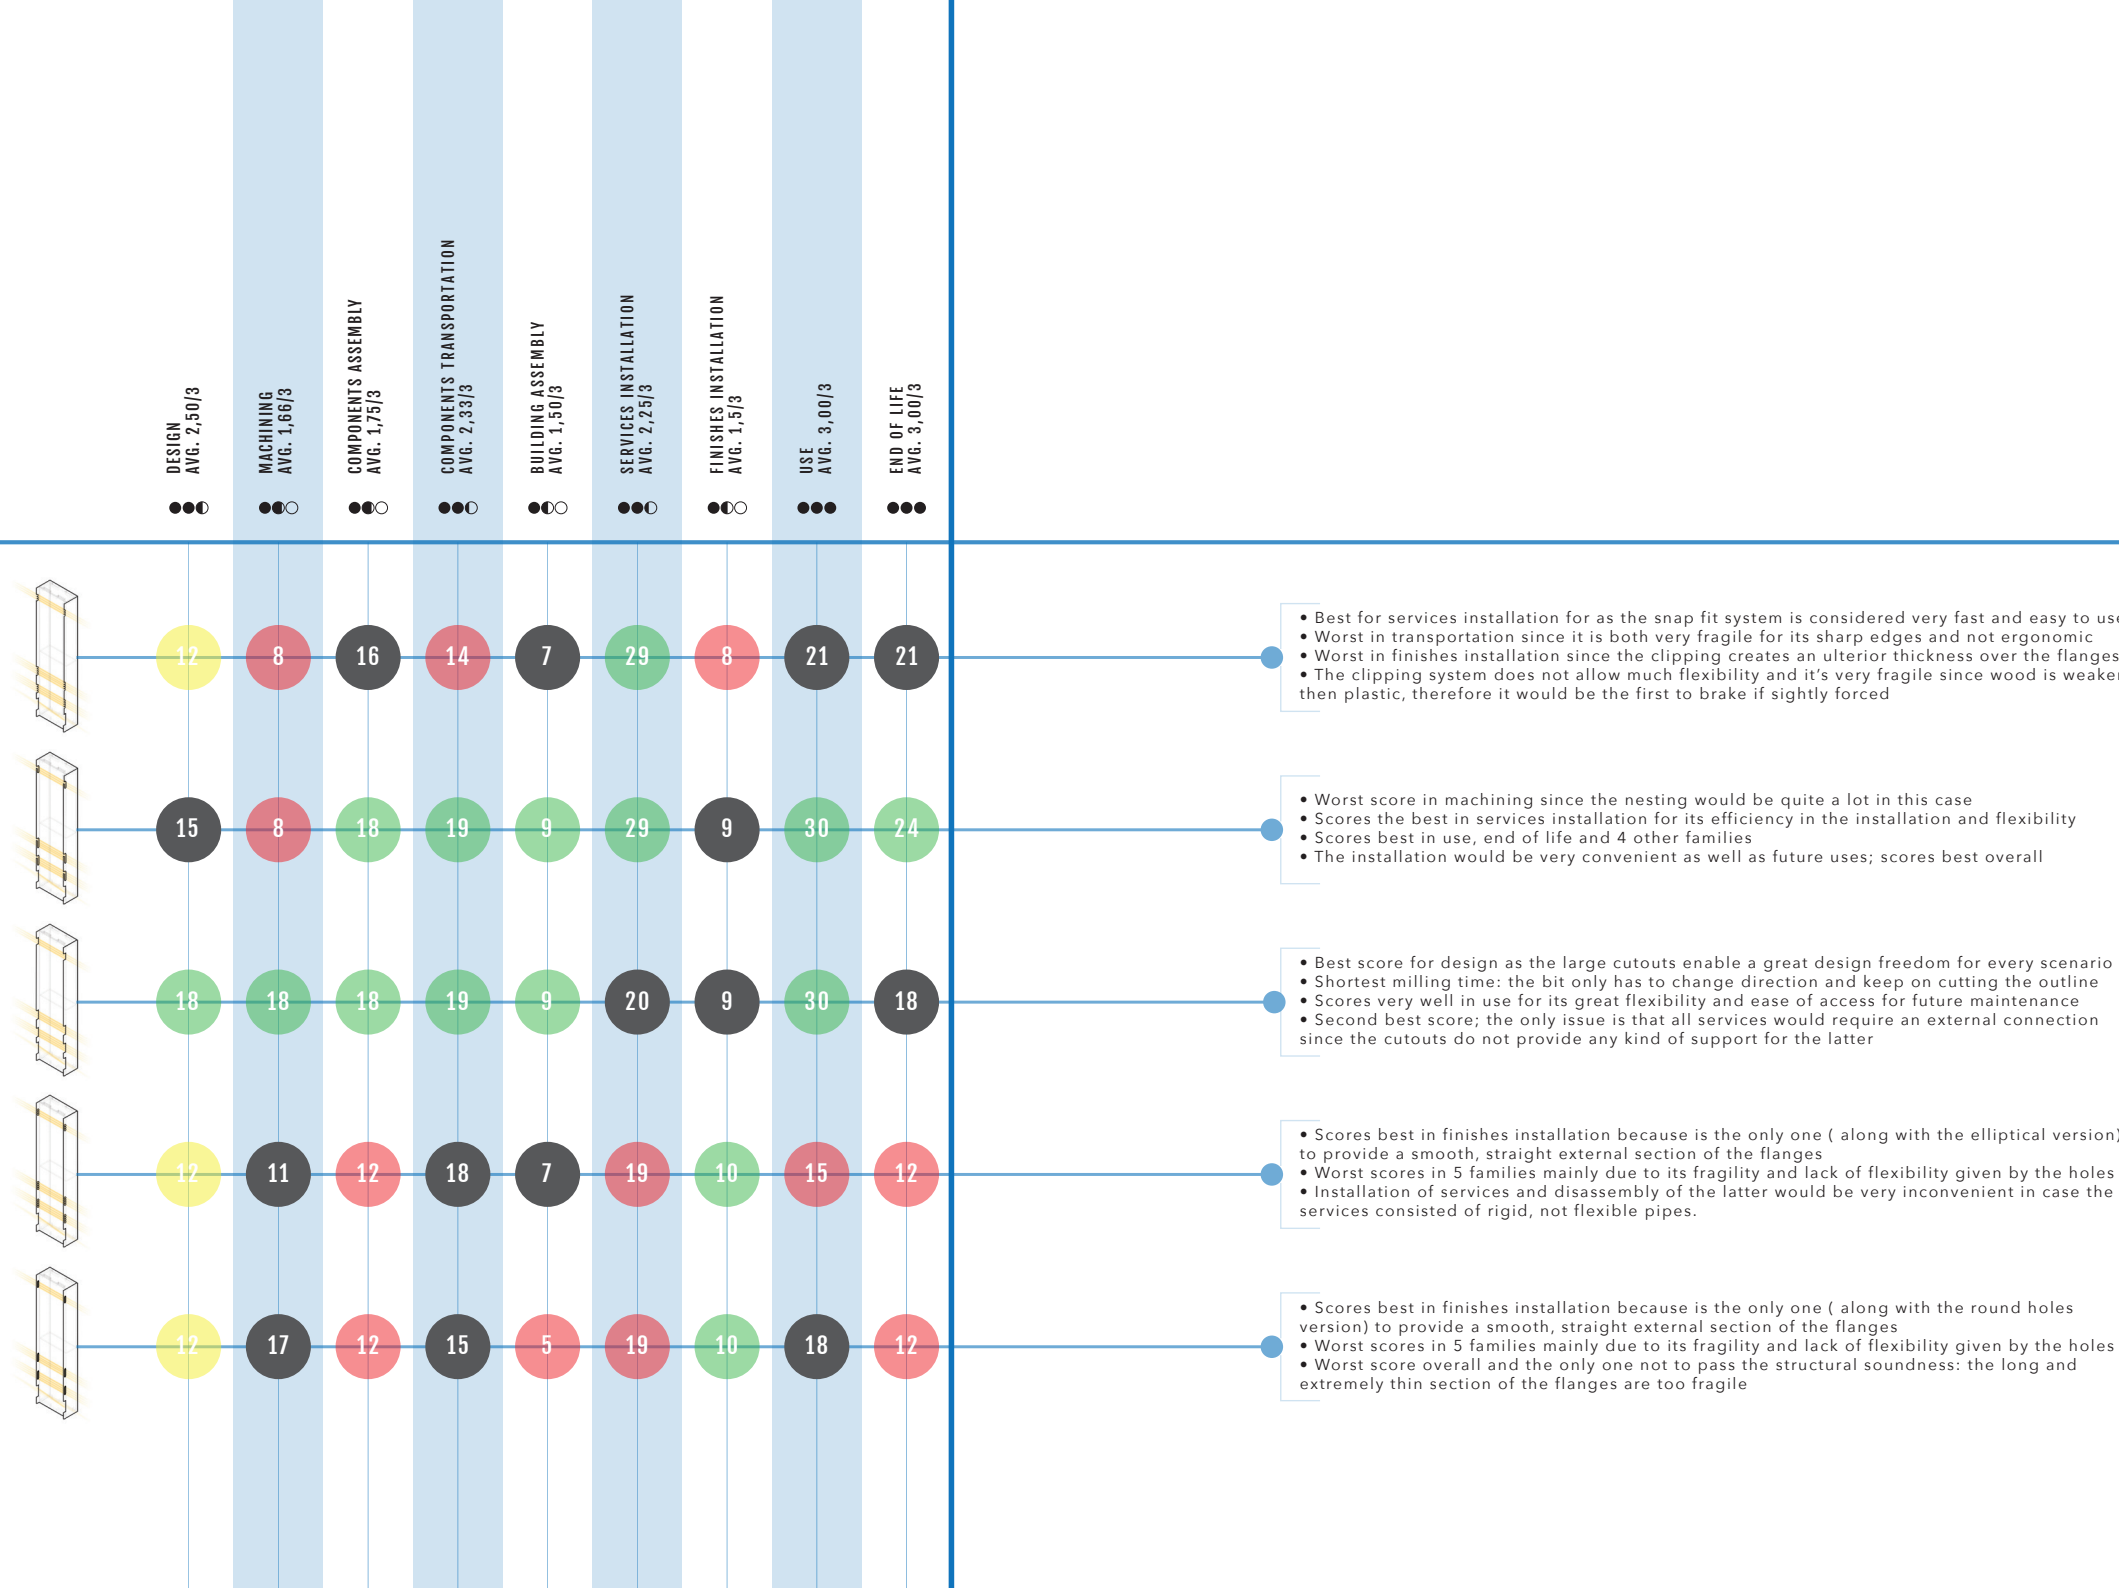 DESIGN
AVG. 2,50/3
MACHINING
AVG. 1,66/3
COMPONENTS ASSEMBLY
AVG. 1,75/3
COMPONENTS TRANSPORTATION
AVG. 2,33/3
BUILDING ASSEMBLY
AVG. 1,50/3
SERVICES INSTALLATION
AVG. 2,25/3
FINISHES INSTALLATION
AVG. 1,5/3
USE
AVG. 3,00/3
END OF LIFE
AVG. 3,00/3
12 8 16 14 7 29 8 21 21
• Best for services installation for as the snap fit system is considered very fast and easy to use
• Worst in transportation since it is both very fragile for its sharp edges and not ergonomic
• Worst in finishes installation since the clipping creates an ulterior thickness over the flanges
• The clipping system does not allow much flexibility and it's very fragile since wood is weaker
then plastic, therefore it would be the first to brake if sightly forced
15 8 18 19 9 29 9 30 24
• Worst score in machining since the nesting would be quite a lot in this case
• Scores the best in services installation for its efficiency in the installation and flexibility
• Scores best in use, end of life and 4 other families
• The installation would be very convenient as well as future uses; scores best overall
18 18 18 19 9 20 9 30 18
• Best score for design as the large cutouts enable a great design freedom for every scenario
• Shortest milling time: the bit only has to change direction and keep on cutting the outline
• Scores very well in use for its great flexibility and ease of access for future maintenance
• Second best score; the only issue is that all services would require an external connection
since the cutouts do not provide any kind of support for the latter
12 11 12 18 7 19 10 15 12
• Scores best in finishes installation because is the only one ( along with the elliptical version)
to provide a smooth, straight external section of the flanges
• Worst scores in 5 families mainly due to its fragility and lack of flexibility given by the holes
• Installation of services and disassembly of the latter would be very inconvenient in case the
services consisted of rigid, not flexible pipes.
12 17 12 15 5 19 10 18 12
• Scores best in finishes installation because is the only one ( along with the round holes
version) to provide a smooth, straight external section of the flanges
• Worst scores in 5 families mainly due to its fragility and lack of flexibility given by the holes
• Worst score overall and the only one not to pass the structural soundness: the long and
extremely thin section of the flanges are too fragile